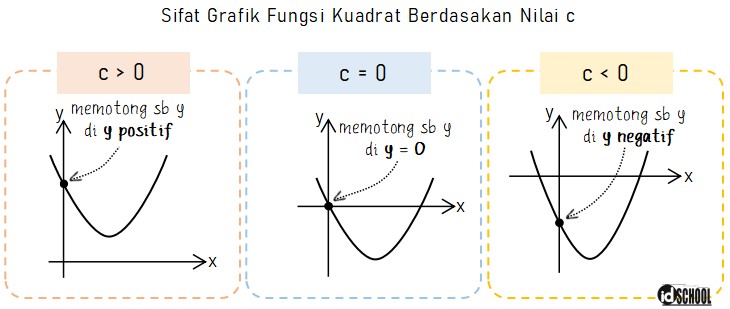 Sifat Grafik Fungsi Kuadrat Berdasakan Nilai c
c > 0
y
memotong sb y
di y positif
x
c = 0
y
memotong sb y
di y = 0
x
c < 0
y
memotong sb y
di y negatif
x
idSCHOOL